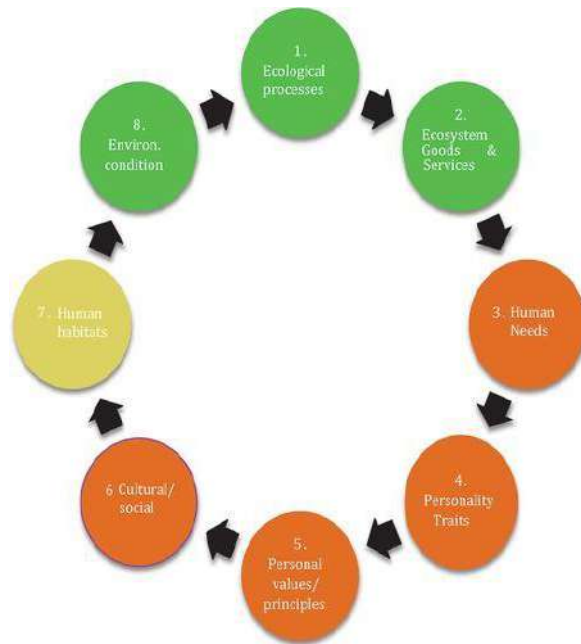 1.
Ecological
processes
2.
Ecosystem
Goods &
Services
3. Human
Needs
4.
Personality
Traits
5.
Personal
values/
principles
6 Cultural/
social
7. Human
habitats
8.
Environ.
condition